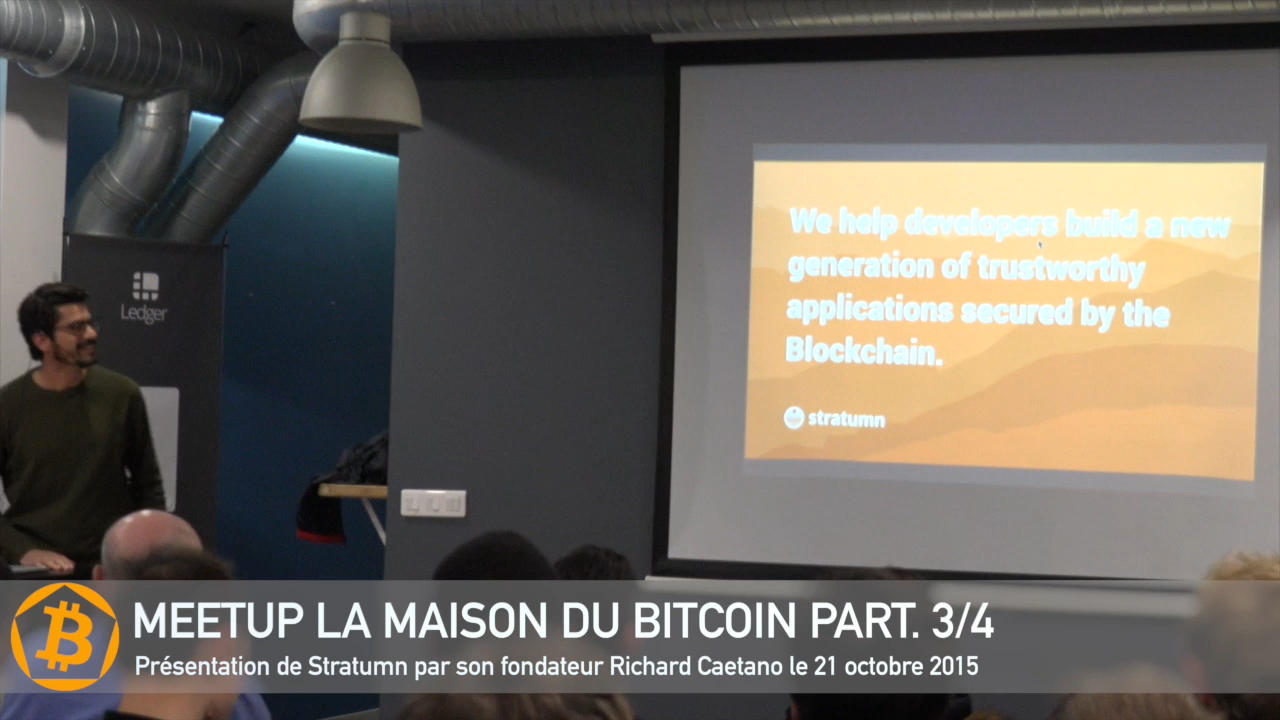 Ledger
We help developers build a new
generation of trustworthy
applications secured by the
Blockchain.
stratumn
MEETUP LA MAISON DU BITCOIN PART. 3/4
Présentation de Stratumn par son fondateur Richard Caetano le 21 octobre 2015